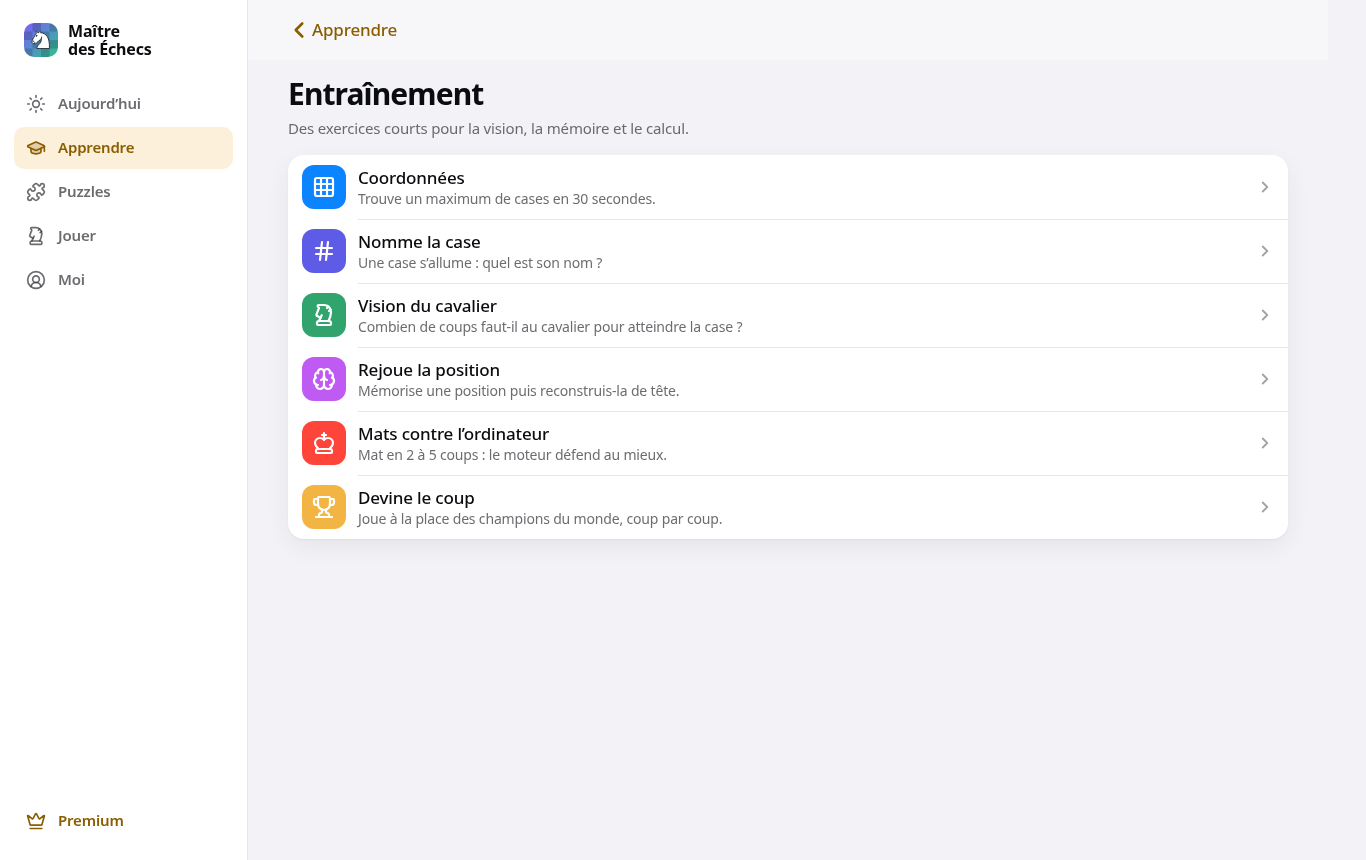 Maître
des Échecs
Aujourd’hui
Apprendre
Puzzles
Jouer
Moi
Premium
Apprendre
Entraînement
Des exercices courts pour la vision, la mémoire et le calcul.
Coordonnées
Trouve un maximum de cases en 30 secondes.
Nomme la case
Une case s’allume : quel est son nom ?
Vision du cavalier
Combien de coups faut-il au cavalier pour atteindre la case ?
Rejoue la position
Mémorise une position puis reconstruis-la de tête.
Mats contre l’ordinateur
Mat en 2 à 5 coups : le moteur défend au mieux.
Devine le coup
Joue à la place des champions du monde, coup par coup.